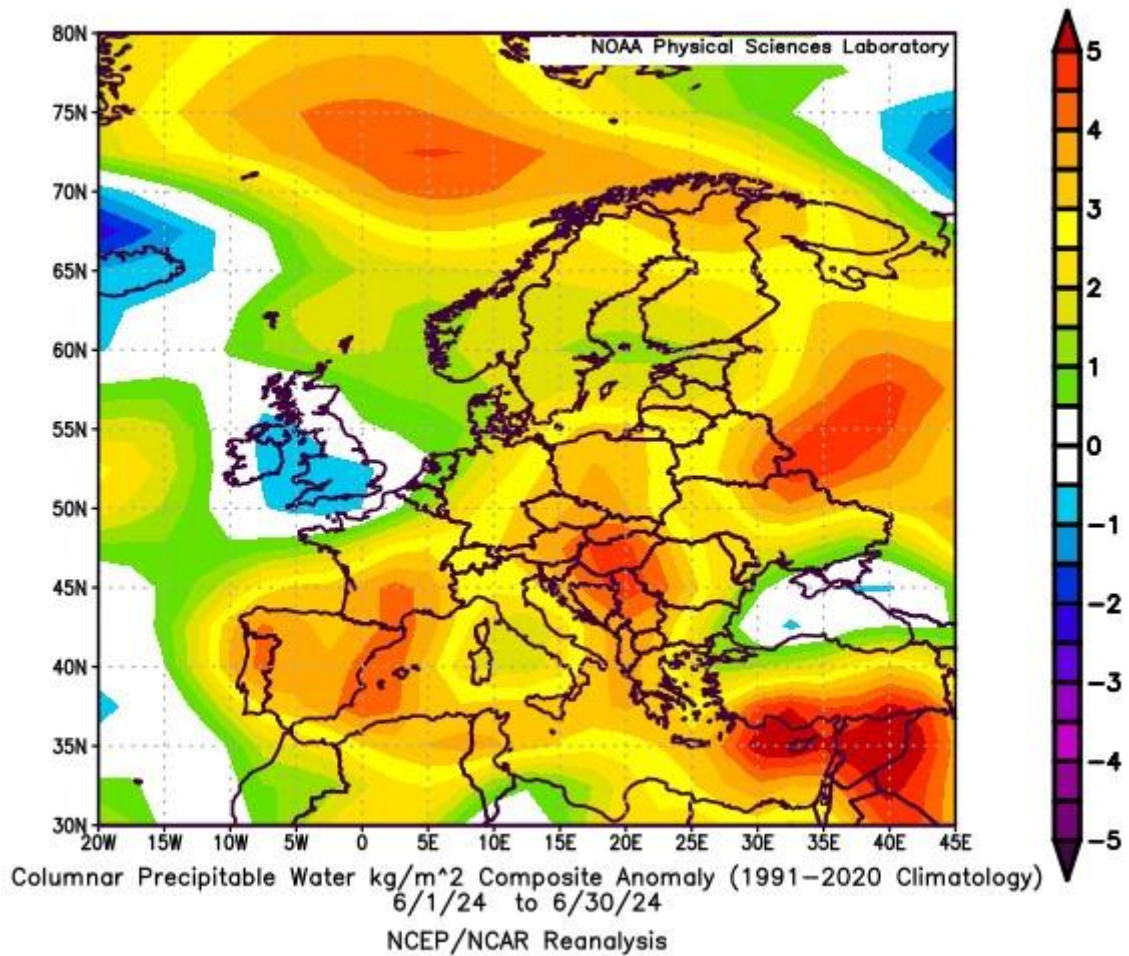 NOAA Physical Sciences Laboratory
80N
75N
70N
65N
60N
55N
50N
45N
40N
35N
30N
20W 15W 10W 5W 0 5E 10E 15E 20E 25E 30E 35E 40E 45E
5
4
3
2
1
0
-1
-2
-3
-4
-5
Columnar Precipitable Water kg/m^2 Composite Anomaly (1991-2020 Climatology)
6/1/24 to 6/30/24
NCEP/NCAR Reanalysis